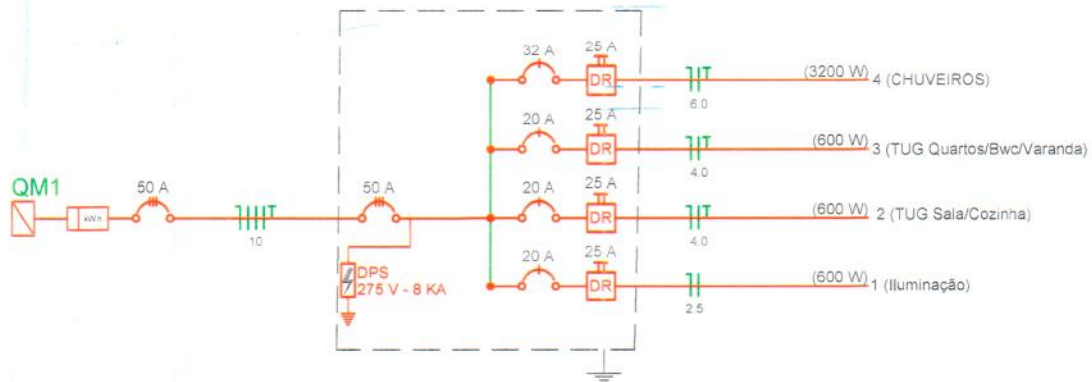 32 A
25 A
DR
6.0
(3200 W)
4 (CHUVEIROS)
20 A
25 A
DR
4.0
(600 W)
3 (TUG Quartos/Bwc/Varanda)
QM1
kWh
50 A
10
50 A
20 A
25 A
DR
4.0
(600 W)
2 (TUG Sala/Cozinha)
DPS
275 V - 8 KA
20 A
25 A
DR
2.5
(600 W)
1 (Iluminação)